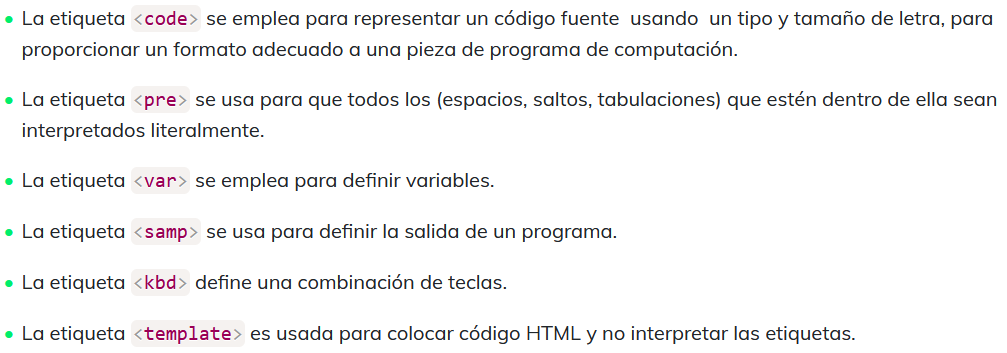 • La etiqueta <code> se emplea para representar un código fuente  usando  un tipo y tamaño de letra, para
proporcionar un formato adecuado a una pieza de programa de computación.
• La etiqueta <pre> se usa para que todos los (espacios, saltos, tabulaciones) que estén dentro de ella sean
interpretados literalmente.
• La etiqueta <var> se emplea para definir variables.
• La etiqueta <samp> se usa para definir la salida de un programa.
• La etiqueta <kbd> define una combinación de teclas.
• La etiqueta <template> es usada para colocar código HTML y no interpretar las etiquetas.